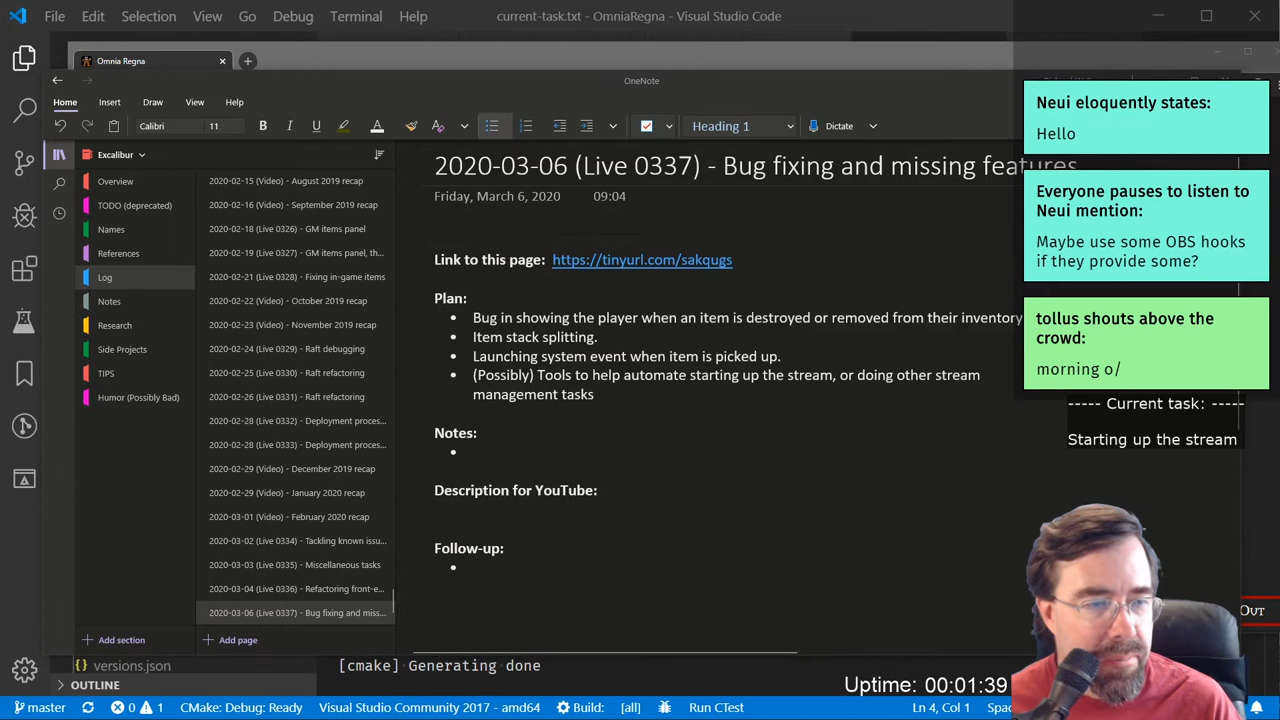 File Edit Selection View Go Debug Terminal Help
current-task.txt - OmniaRegna - Visual Studio Code
Omnia Regna
OneNote
Home Insert Draw View Help
Calibri 11 B I U A Heading 1 Dictate
Excalibur
Overview
TODO (deprecated)
Names
References
Log
Notes
Research
Side Projects
TIPS
Humor (Possibly Bad)
Add section
2020-02-15 (Video) - August 2019 recap
2020-02-16 (Video) - September 2019 recap
2020-02-18 (Live 0326) - GM items panel
2020-02-19 (Live 0327) - GM items panel, th...
2020-02-21 (Live 0328) - Fixing in-game items
2020-02-22 (Video) - October 2019 recap
2020-02-23 (Video) - November 2019 recap
2020-02-24 (Live 0329) - Raft debugging
2020-02-25 (Live 0330) - Raft refactoring
2020-02-26 (Live 0331) - Raft refactoring
2020-02-28 (Live 0332) - Deployment proces...
2020-02-28 (Live 0333) - Deployment proces...
2020-02-29 (Video) - December 2019 recap
2020-02-29 (Video) - January 2020 recap
2020-03-01 (Video) - February 2020 recap
2020-03-02 (Live 0334) - Tackling known issu...
2020-03-03 (Live 0335) - Miscellaneous tasks
2020-03-04 (Live 0336) - Refactoring front-e...
2020-03-06 (Live 0337) - Bug fixing and miss...
Add page
2020-03-06 (Live 0337) - Bug fixing and missing features
Friday, March 6, 2020 09:04
Link to this page: https://tinyurl.com/sakqugs
Plan:
• Bug in showing the player when an item is destroyed or removed from their inventory
• Item stack splitting.
• Launching system event when item is picked up.
• (Possibly) Tools to help automate starting up the stream, or doing other stream
management tasks
Notes:
•
Description for YouTube:
Follow-up:
•
Neui eloquently states:
Hello
Everyone pauses to listen to
Neui mention:
Maybe use some OBS hooks
if they provide some?
tollus shouts above the
crowd:
morning o/
----- Current task: -----
Starting up the stream
Out
{} versions.json
OUTLINE
[cmake] Generating done
Uptime: 00:01:39
master 0 1 CMake: Debug: Ready Visual Studio Community 2017 - amd64 Build: [all] Run CTest Ln 4, Col 1